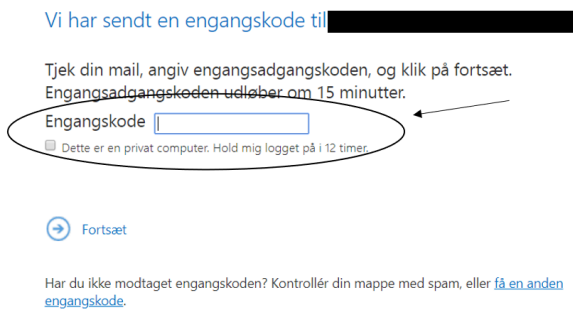 Vi har sendt en engangskode til
Tjek din mail, angiv engangsadgangskoden, og klik på fortsæt.
Engangsadgangskoden udløber om 15 minutter.
Engangskode
Dette er en privat computer. Hold mig logget på i 12 timer.
Fortsæt
Har du ikke modtaget engangskoden? Kontrollér din mappe med spam, eller få en anden
engangskode.